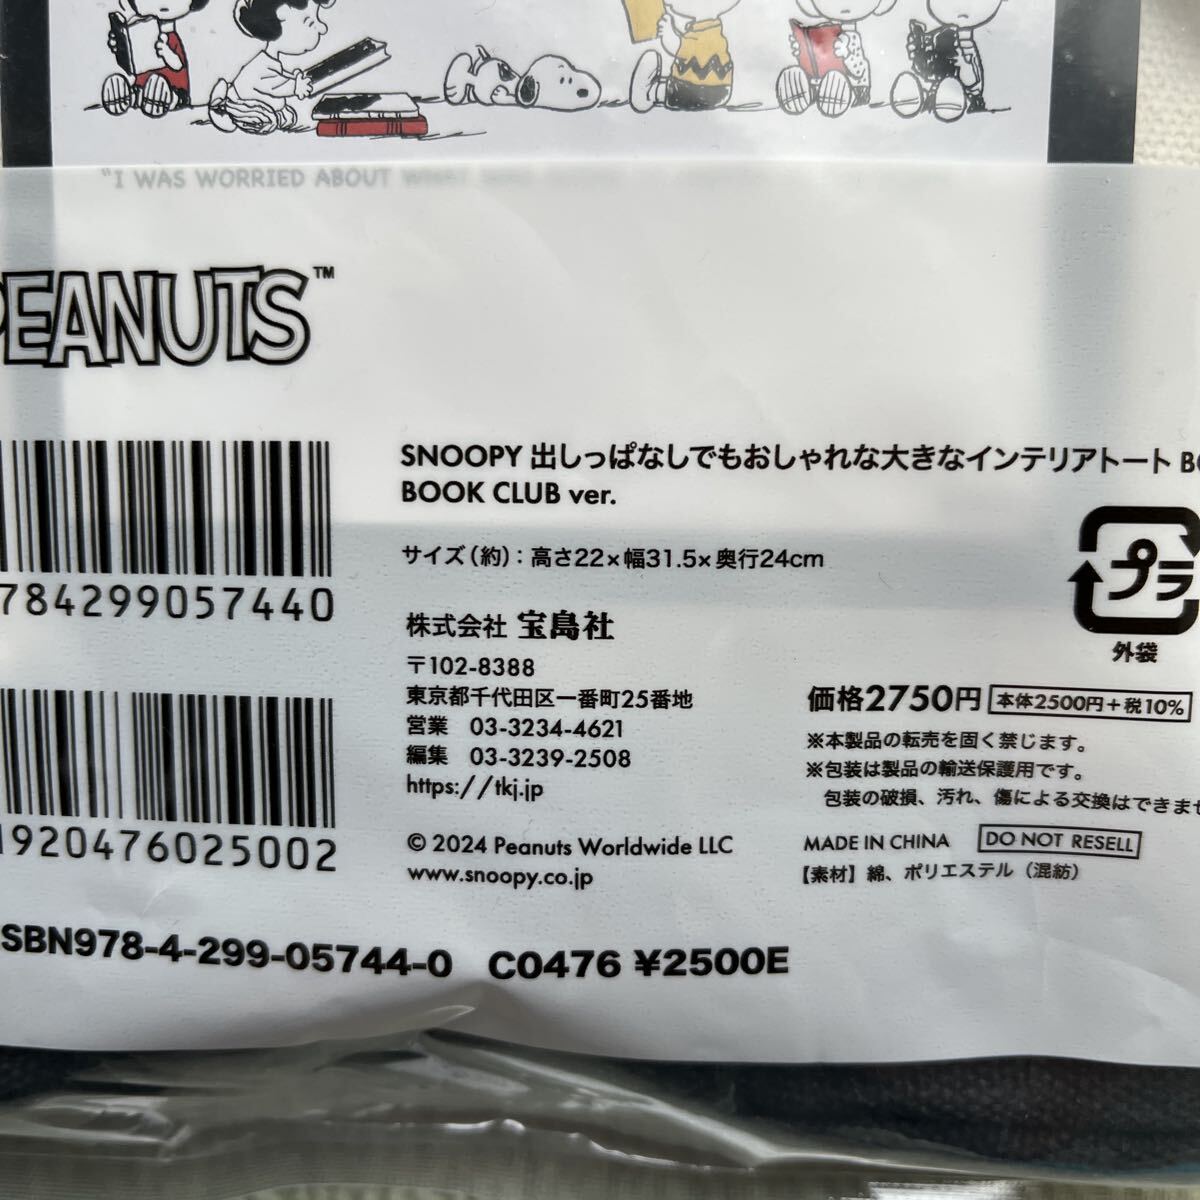 "I WAS WORRIED ABOUT
PEANUTS™
SNOOPY 出しっぱなしでもおしゃれな大きなインテリアトート
BOOK CLUB ver.
サイズ（約）：高さ22×幅31.5×奥行24cm
784299057440
株式会社 宝島社
〒102-8388
東京都千代田区一番町25番地
営業 03-3234-4621
編集 03-3239-2508
https://tkj.jp
プラ
外袋
価格2750円 本体2500円＋税10%
※本製品の転売を固く禁じます。
※包装は製品の輸送保護用です。
包装の破損、汚れ、傷による交換はできませ
1920476025002
© 2024 Peanuts Worldwide LLC
www.snoopy.co.jp
MADE IN CHINA DO NOT RESELL
【素材】綿、ポリエステル（混紡）
SBN978-4-299-05744-0 C0476 ¥2500E